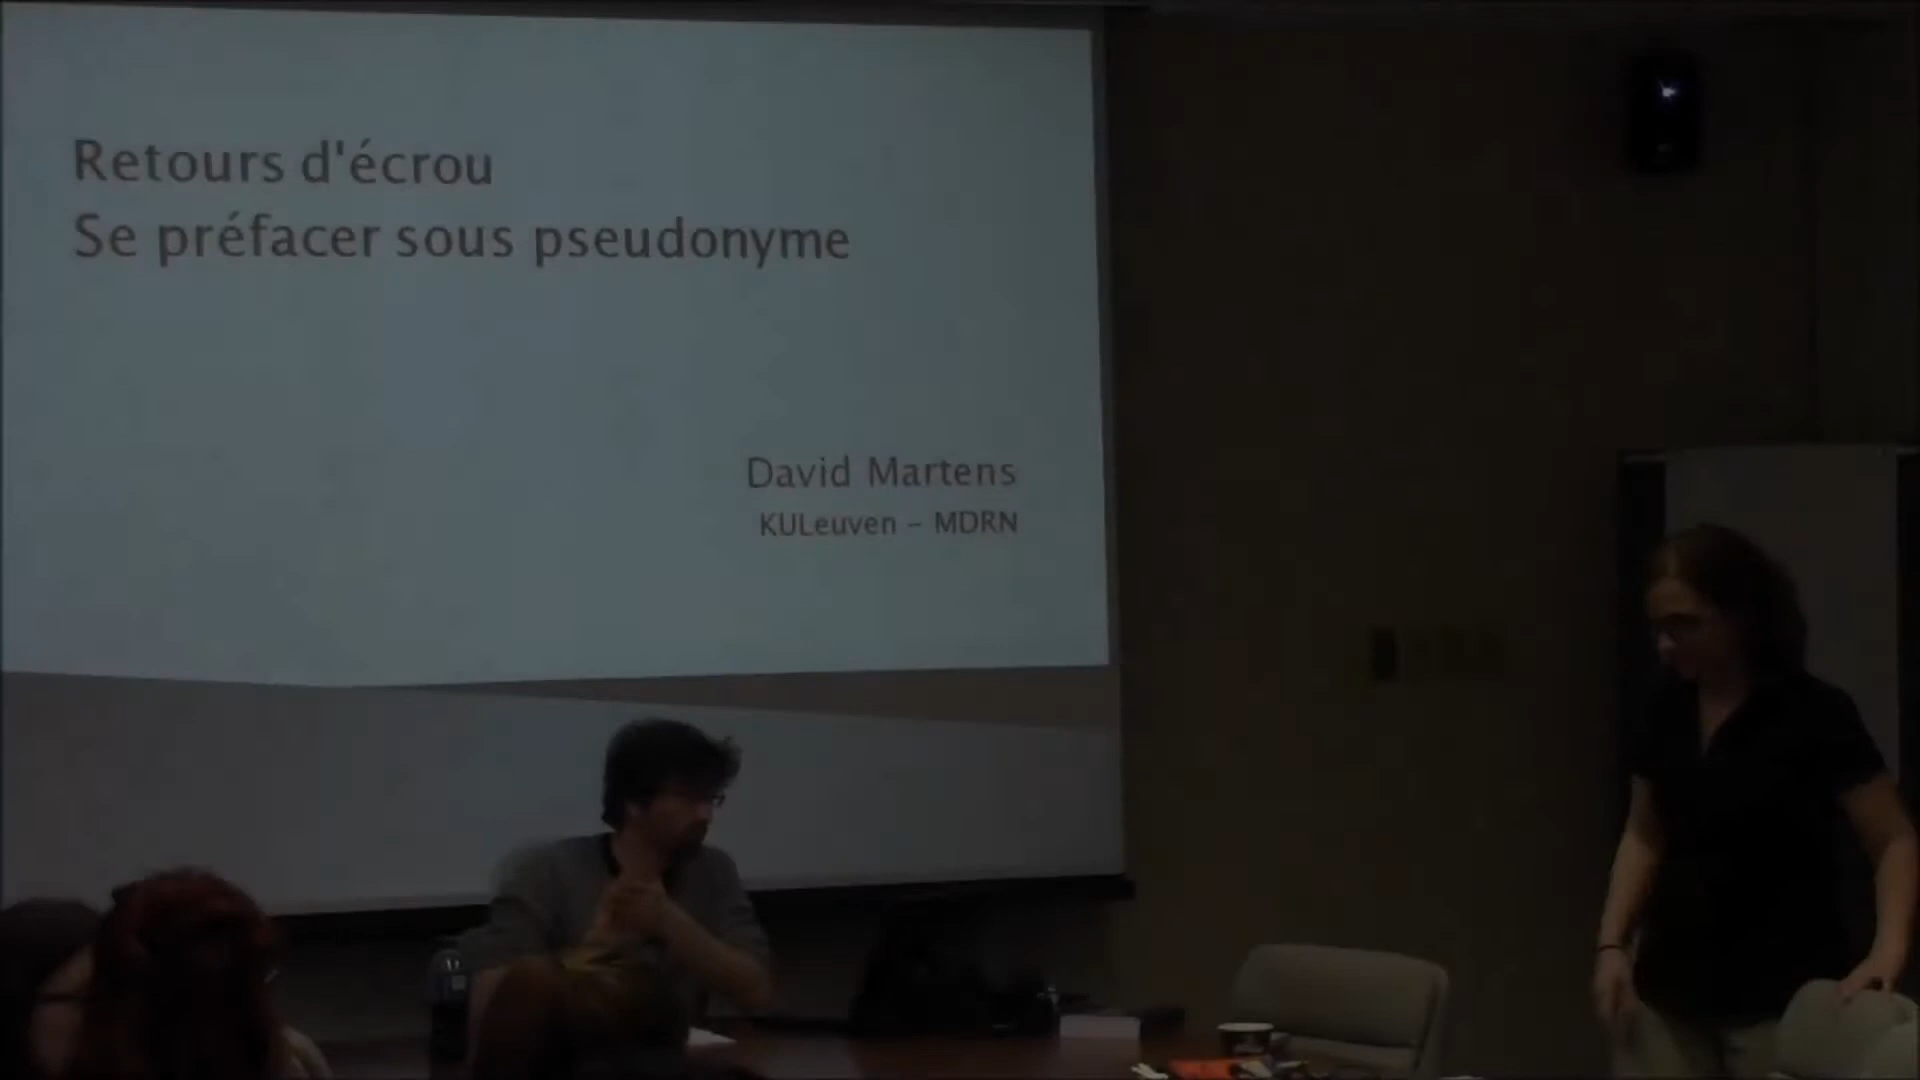 Retours d'écrou
Se préfacer sous pseudonyme
David Martens
KULeuven – MDRN